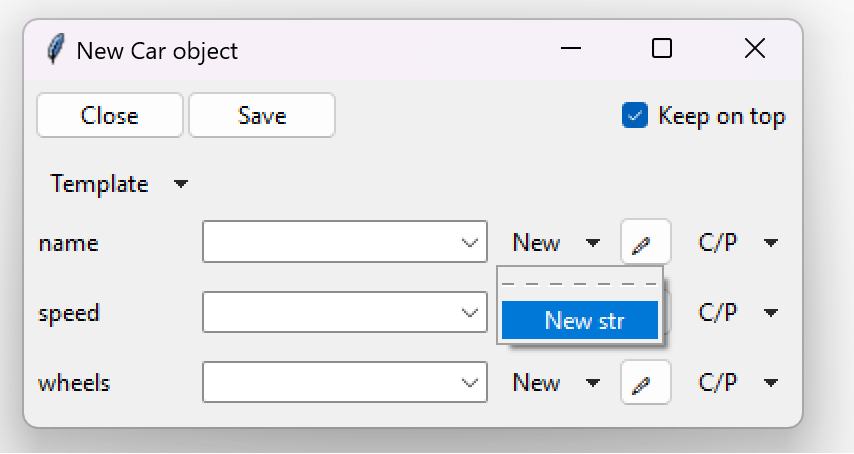 New Car object
Close Save Keep on top
Template
name New C/P
New str
speed C/P
wheels New C/P